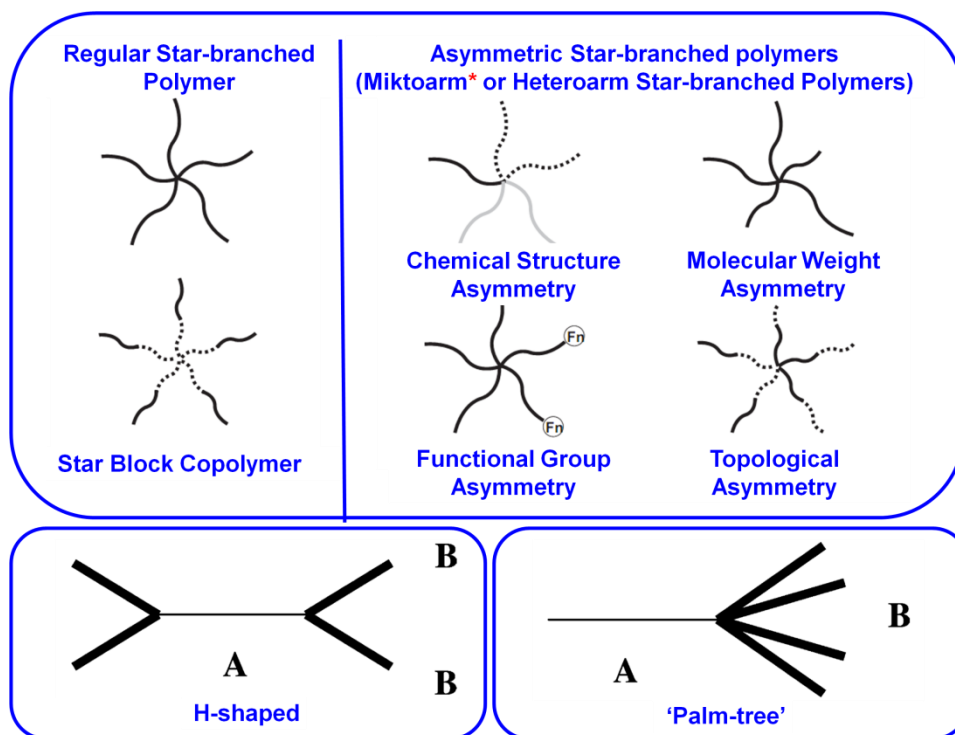 Regular Star-branched
Polymer
Asymmetric Star-branched polymers
(Miktoarm* or Heteroarm Star-branched Polymers)
Chemical Structure
Asymmetry
Molecular Weight
Asymmetry
Fn
Fn
Star Block Copolymer
Functional Group
Asymmetry
Topological
Asymmetry
B
A
B
H-shaped
B
A
‘Palm-tree’